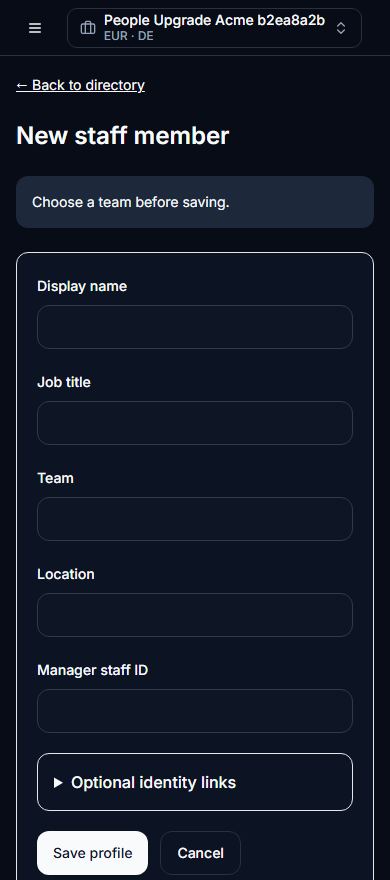 People Upgrade Acme b2ea8a2b
EUR · DE
← Back to directory
New staff member
Choose a team before saving.
Display name
Job title
Team
Location
Manager staff ID
▶ Optional identity links
Save profile
Cancel